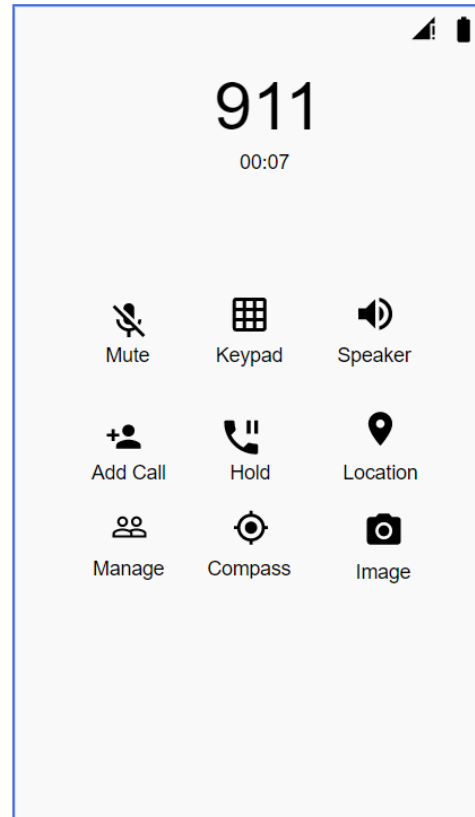 911
00:07
Mute Keypad Speaker
Add Call Hold Location
Manage Compass Image